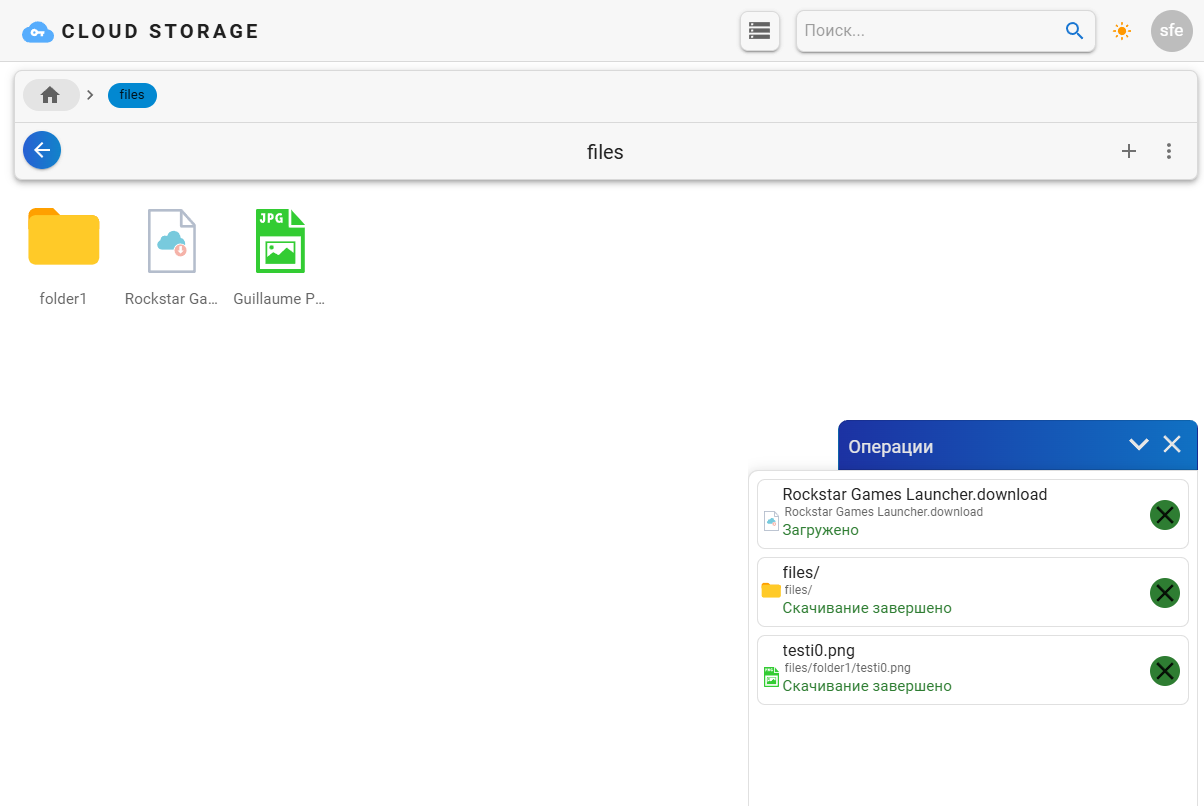 CLOUD STORAGE
Поиск...
sfe
files
files
JPG
folder1
Rockstar Ga...
Guillaume P...
Операции
Rockstar Games Launcher.download
Rockstar Games Launcher.download
Загружено
files/
files/
Скачивание завершено
testi0.png
files/folder1/testi0.png
Скачивание завершено